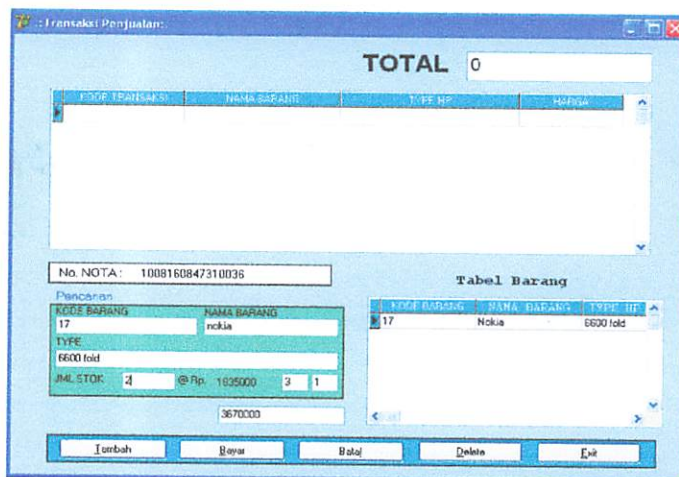 .::Transaksi Penjualan::.
TOTAL 0
KODE TRANSAKSI NAMA BARANG TYPE HP HARGA
No. NOTA : 1008160847310036
Tabel Barang
Pencarian
KODE BARANG NAMA BARANG
17 nokia
TYPE
6600 fold
JML STOK 2 @ Rp. 1835000 3 1
3670000
KODE BARANG NAMA BARANG TYPE HP
17 Nokia 6600 fold
Tambah Bayar Batal Delete Exit